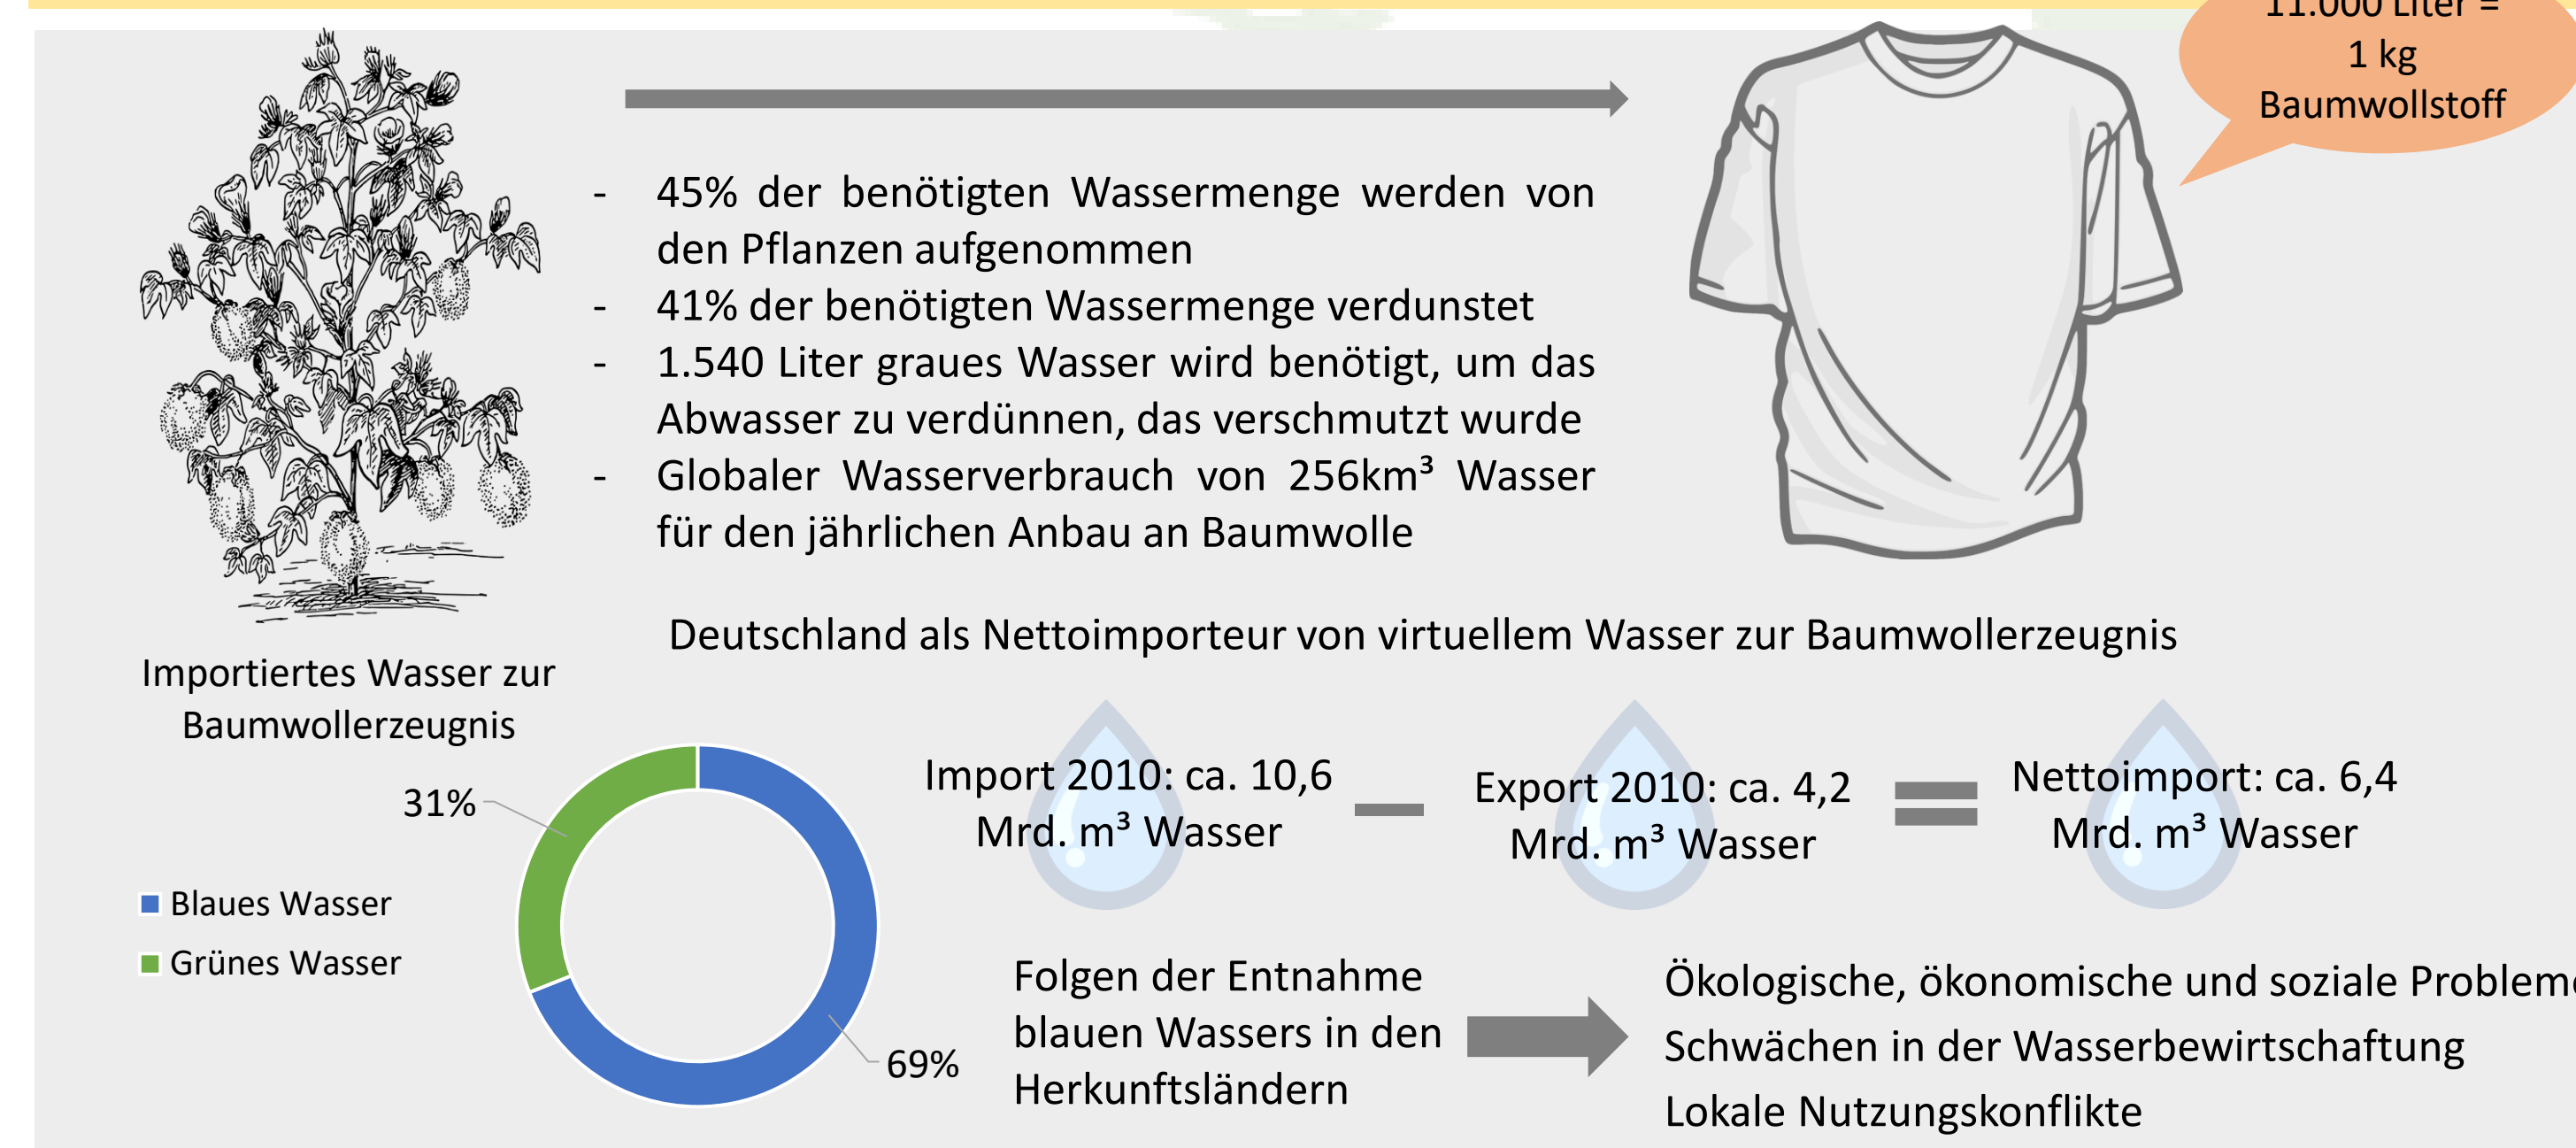 11.000 Liter =
1 kg
Baumwollstoff
- 45% der benötigten Wassermenge werden von
den Pflanzen aufgenommen
- 41% der benötigten Wassermenge verdunstet
- 1.540 Liter graues Wasser wird benötigt, um das
Abwasser zu verdünnen, das verschmutzt wurde
- Globaler Wasserverbrauch von 256km³ Wasser
für den jährlichen Anbau an Baumwolle
Deutschland als Nettoimporteur von virtuellem Wasser zur Baumwollerzeugnis
Importiertes Wasser zur
Baumwollerzeugnis
31%
69%
Blaues Wasser
Grünes Wasser
Import 2010: ca. 10,6
Mrd. m³ Wasser
Export 2010: ca. 4,2
Mrd. m³ Wasser
Nettoimport: ca. 6,4
Mrd. m³ Wasser
Folgen der Entnahme
blauen Wassers in den
Herkunftsländern
Ökologische, ökonomische und soziale Probleme
Schwächen in der Wasserbewirtschaftung
Lokale Nutzungskonflikte